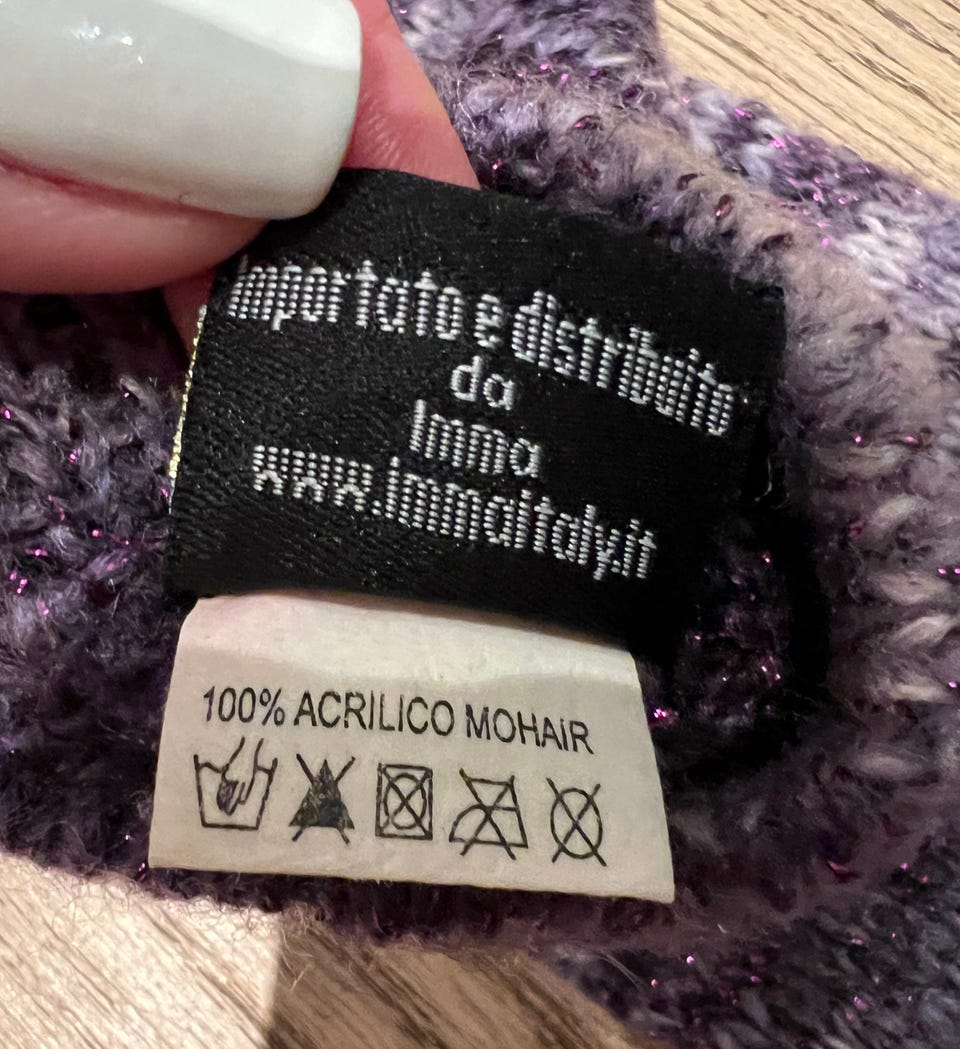 Importato e distribuito
da
Imma
www.Immaitaly.it
100% ACRILICO MOHAIR